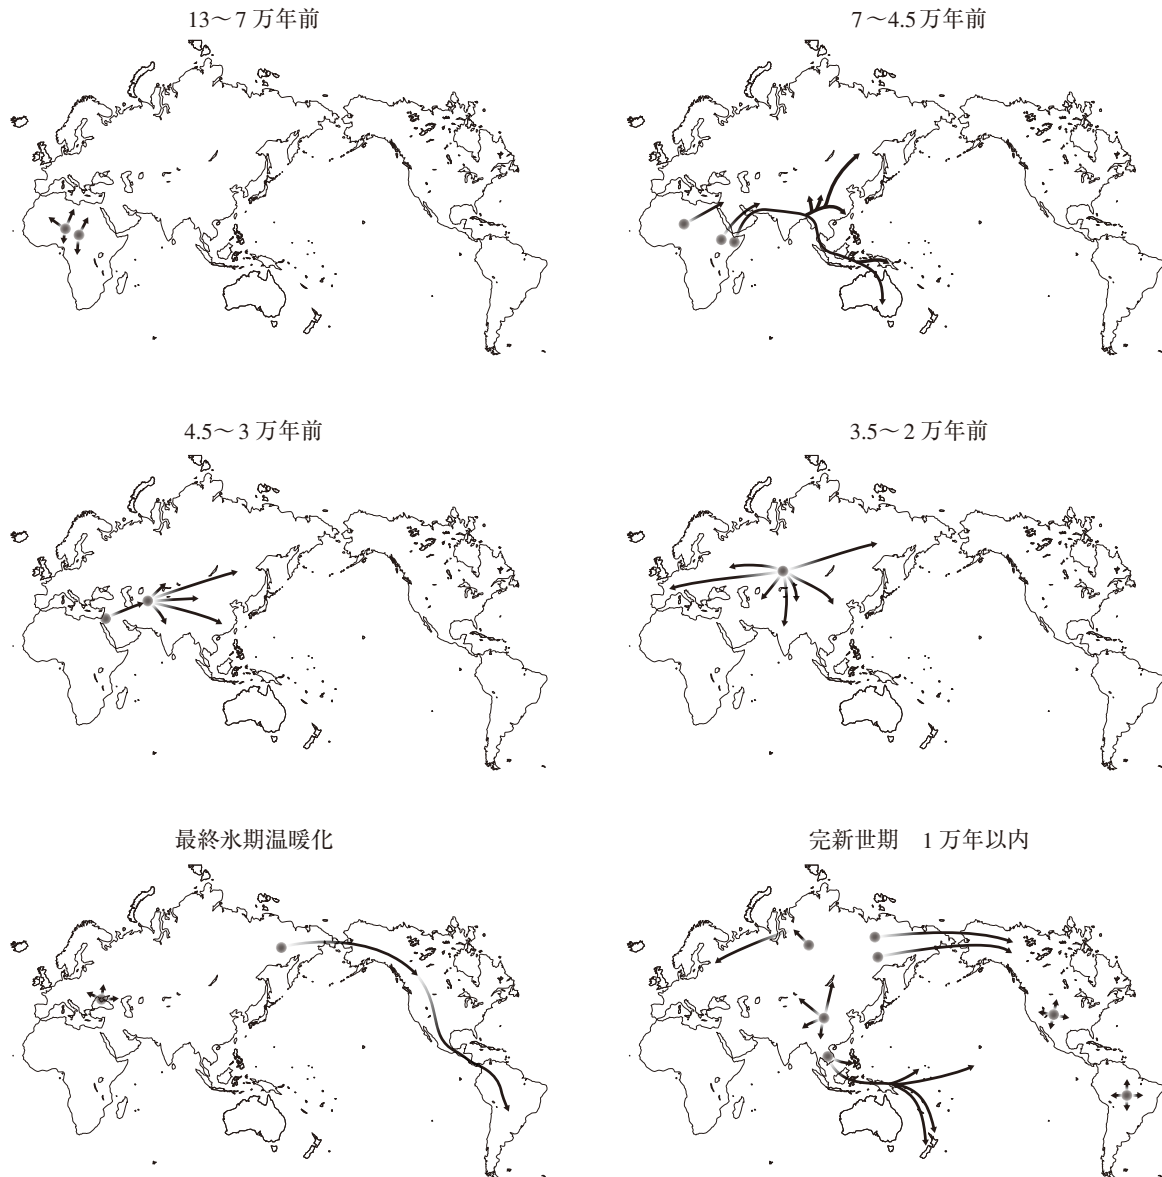 13～7 万年前
7～4.5万年前
4.5～3 万年前
3.5～2 万年前
最終氷期温暖化
完新世期　1 万年以内